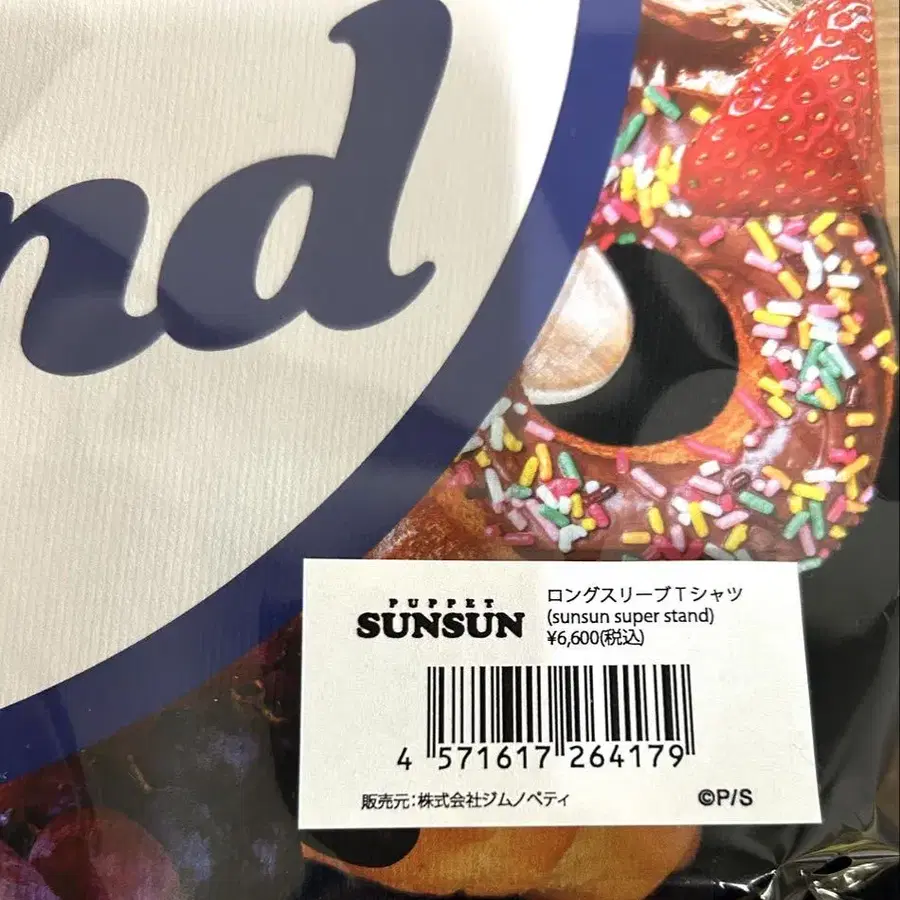 nd
PUPPET
SUNSUN
ロングスリーブTシャツ
(sunsun super stand)
¥6,600(税込)
4 571617 264179
販売元:株式会社ジムノペティ
©P/S